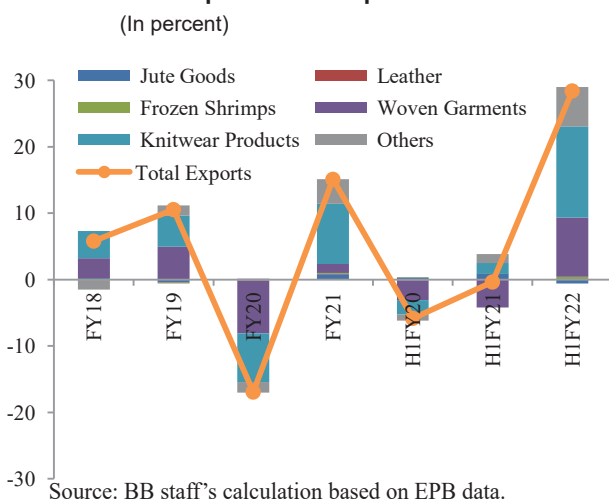 (In percent)
30
20
10
0
-10
-20
-30
Jute Goods
Leather
Frozen Shrimps
Woven Garments
Knitwear Products
Others
Total Exports
FY18
FY19
FY20
FY21
H1FY20
H1FY21
H1FY22
Source: BB staff's calculation based on EPB data.